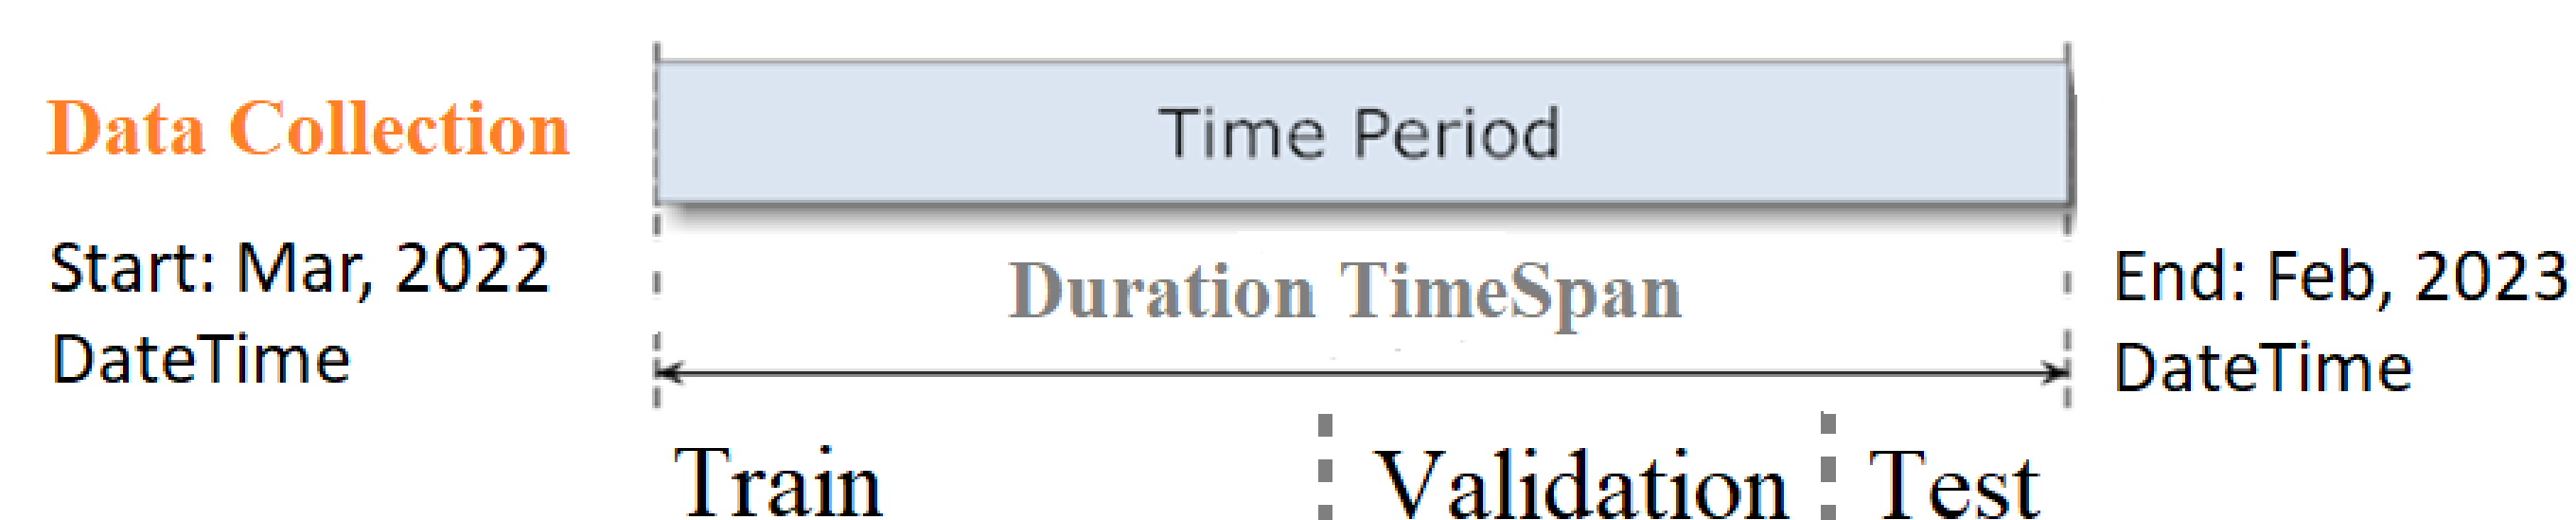 Data Collection
Time Period
Start: Mar, 2022
DateTime
Duration TimeSpan
End: Feb, 2023
DateTime
Train
Validation
Test